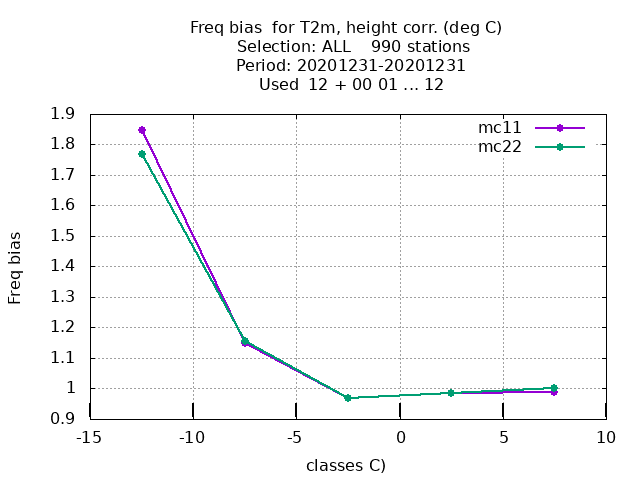 Freq bias  for T2m, height corr. (deg C)
Selection: ALL    990 stations
Period: 20201231-20201231
Used  12 + 00 01 ... 12
mc11
mc22
1.9
1.8
1.7
1.6
1.5
1.4
1.3
1.2
1.1
1
0.9
Freq bias
-15 -10 -5 0 5 10
classes C)